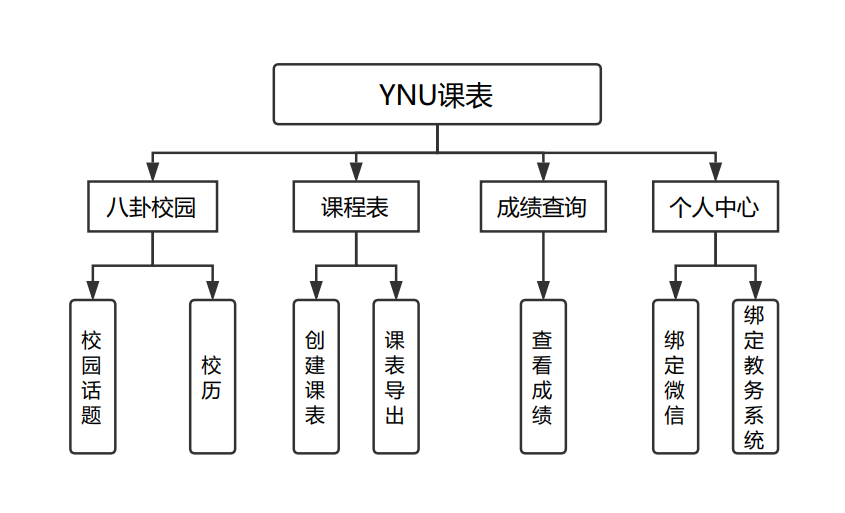 YNU课表
八卦校园
课程表
成绩查询
个人中心
校园话题
校历
创建课表
课表导出
查看成绩
绑定微信
绑定教务系统